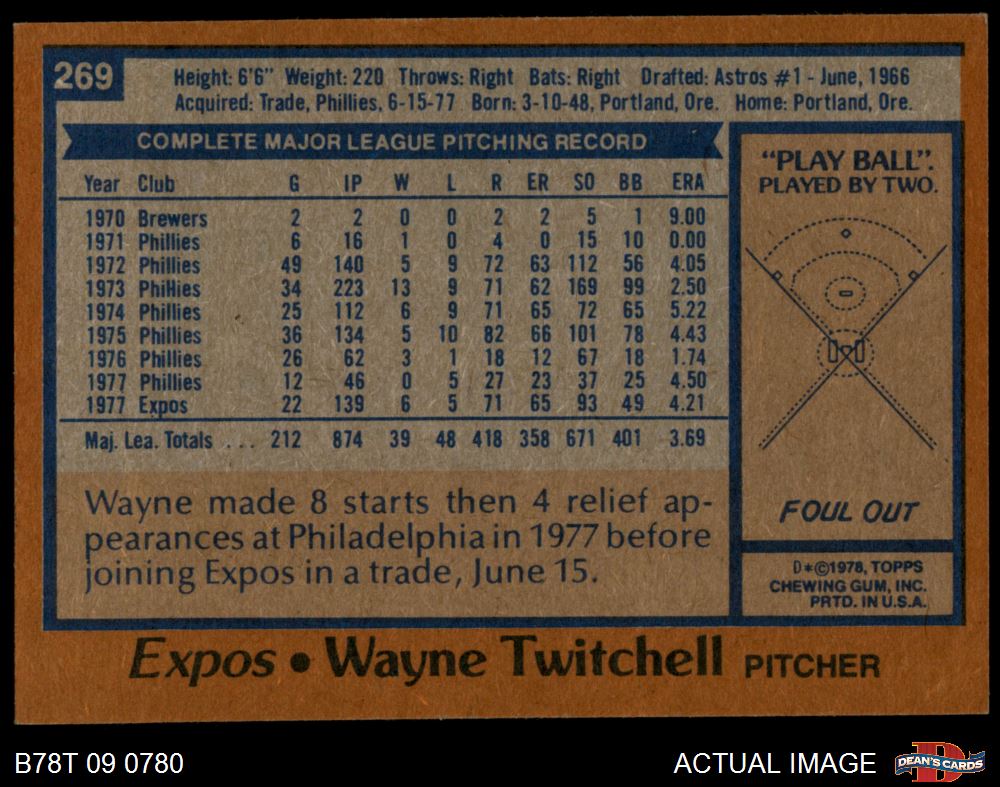 269
Height: 6'6" Weight: 220 Throws: Right Bats: Right Drafted: Astros #1 - June, 1966
Acquired: Trade, Phillies, 6-15-77 Born: 3-10-48, Portland, Ore. Home: Portland, Ore.
COMPLETE MAJOR LEAGUE PITCHING RECORD
Year Club G IP W L R ER SO BB ERA
1970 Brewers 2 2 0 0 2 2 5 1 9.00
1971 Phillies 6 16 1 0 4 0 15 10 0.00
1972 Phillies 49 140 5 9 72 63 112 56 4.05
1973 Phillies 34 223 13 9 71 62 169 99 2.50
1974 Phillies 25 112 6 9 71 65 72 65 5.22
1975 Phillies 36 134 5 10 82 66 101 78 4.43
1976 Phillies 26 62 3 1 18 12 67 18 1.74
1977 Phillies 12 46 0 5 27 23 37 25 4.50
1977 Expos 22 139 6 5 71 65 93 49 4.21
Maj. Lea. Totals ... 212 874 39 48 418 358 671 401 3.69
Wayne made 8 starts then 4 relief ap-
pearances at Philadelphia in 1977 before
joining Expos in a trade, June 15.
"PLAY BALL".
PLAYED BY TWO.
FOUL OUT
D*©1978, TOPPS
CHEWING GUM, INC.
PRTD. IN U.S.A.
Expos • Wayne Twitchell PITCHER
B78T 09 0780
ACTUAL IMAGE
D
DEAN'S CARDS